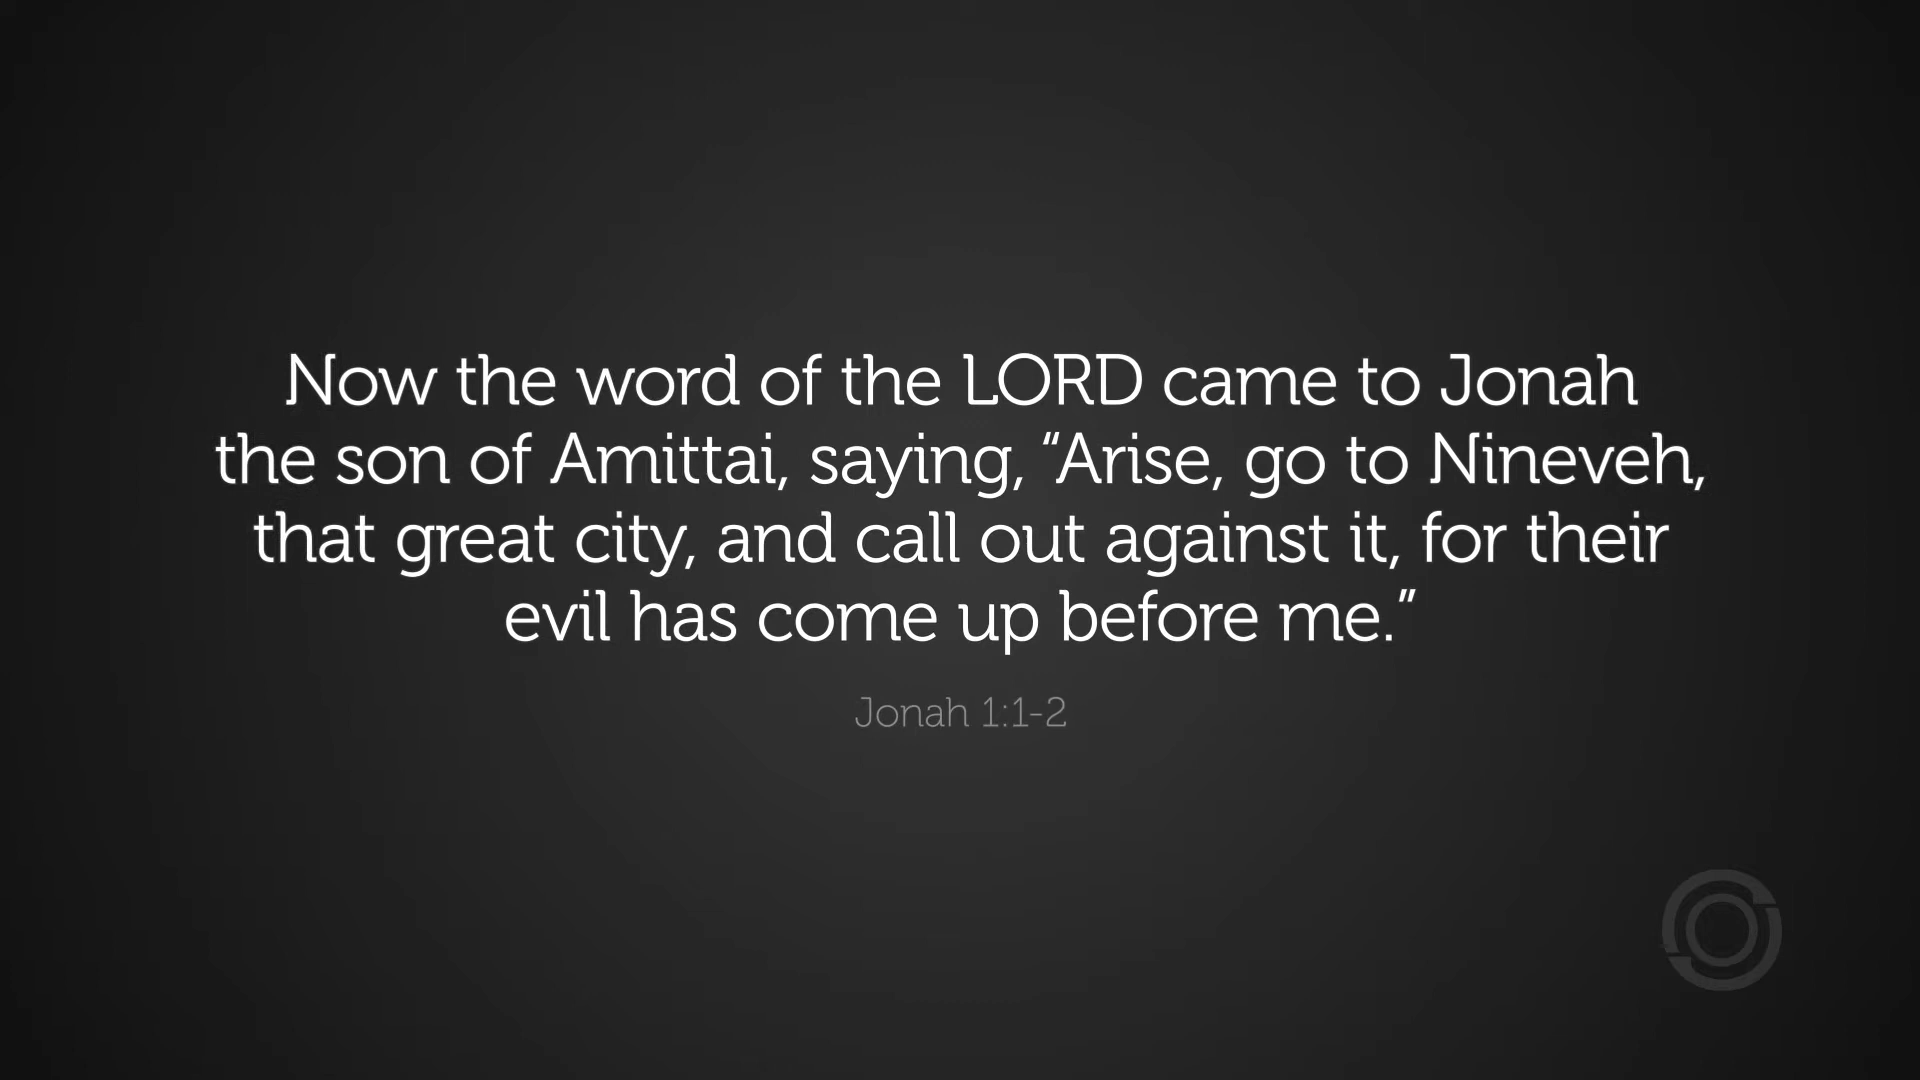 Now the word of the LORD came to Jonah
the son of Amittai, saying, “Arise, go to Nineveh,
that great city, and call out against it, for their
evil has come up before me.”
Jonah 1:1-2